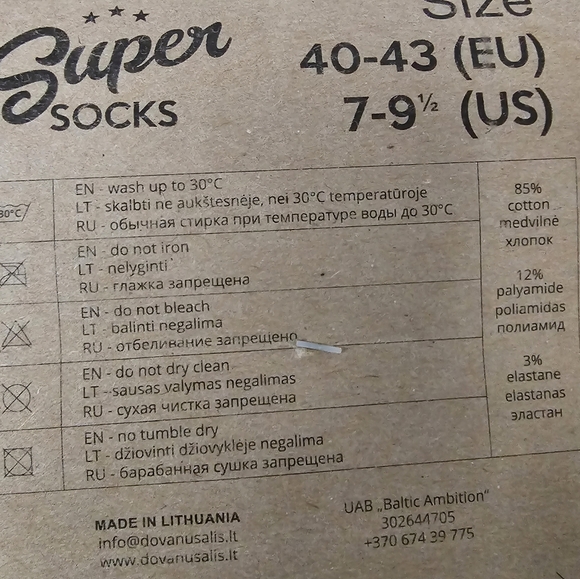 Super
SOCKS
Size
40-43 (EU)
7-9½ (US)
30°C
EN - wash up to 30°C
LT - skalbti ne aukštesnėje, nei 30°C temperatūroje
RU - обычная стирка при температуре воды до 30°C
EN - do not iron
LT - nelyginti
RU - глажка запрещена
EN - do not bleach
LT - balinti negalima
RU - отбеливание запрещено
EN - do not dry clean
LT - sausas valymas negalimas
RU - сухая чистка запрещена
EN - no tumble dry
LT - džiovinti džiovyklėje negalima
RU - барабанная сушка запрещена
85%
cotton
medvilnė
хлопок
12%
palyamide
poliamidas
полиамид
3%
elastane
elastanas
эластан
MADE IN LITHUANIA
info@dovanusalis.lt
www.dovanusalis.lt
UAB „Baltic Ambition"
302644705
+370 674 39 775